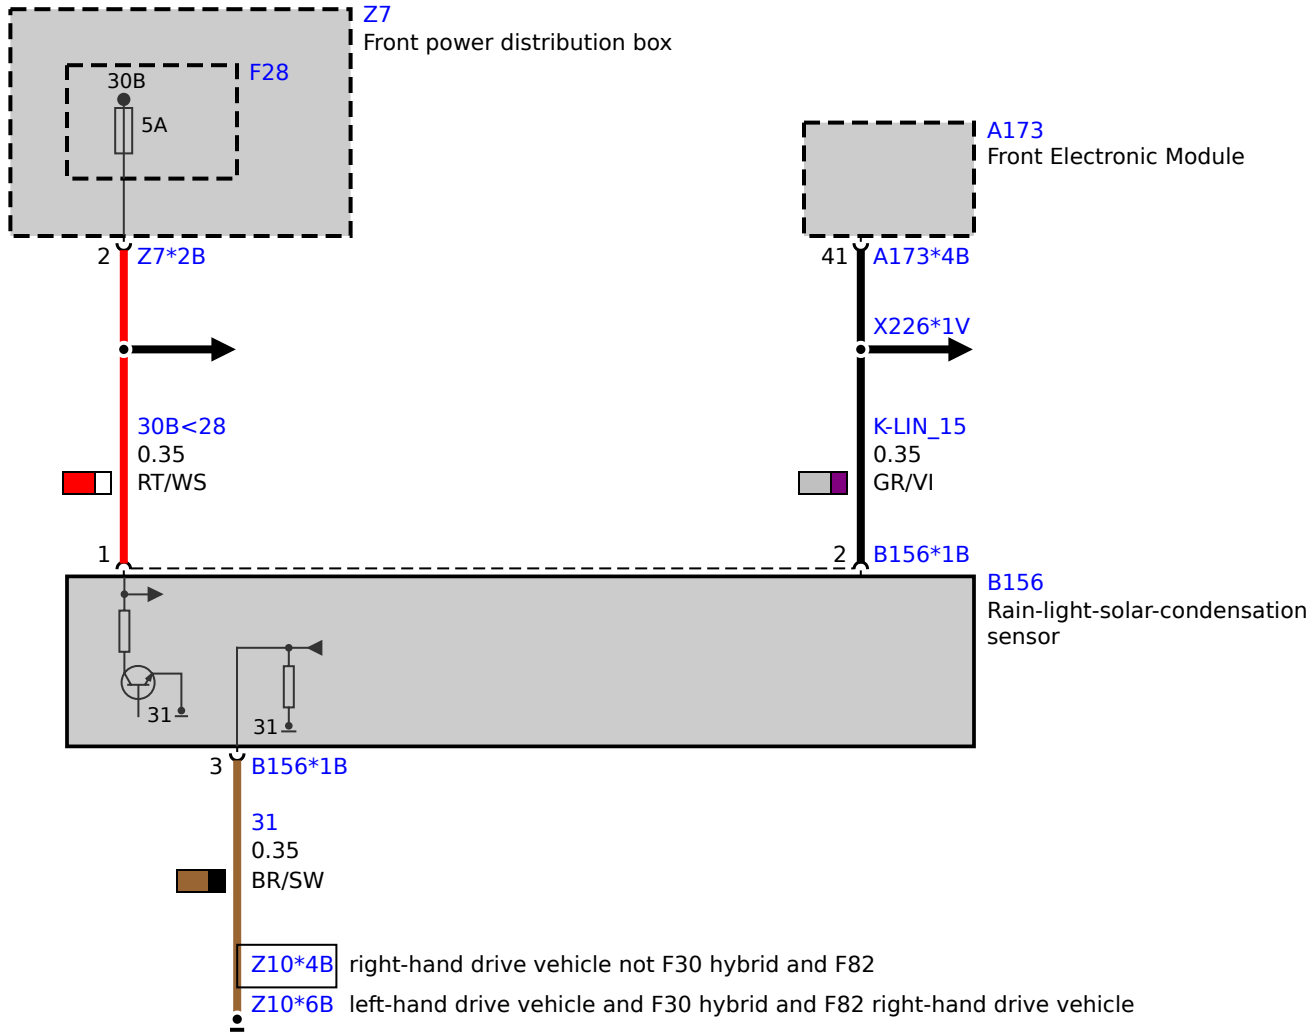 Z7
Front power distribution box
F28
30B
5A
A173
Front Electronic Module
2 Z7*2B
41 A173*4B
X226*1V
30B<28
0.35
RT/WS
K-LIN_15
0.35
GR/VI
1
2 B156*1B
B156
Rain-light-solar-condensation
sensor
31
31
3 B156*1B
31
0.35
BR/SW
Z10*4B right-hand drive vehicle not F30 hybrid and F82
Z10*6B left-hand drive vehicle and F30 hybrid and F82 right-hand drive vehicle